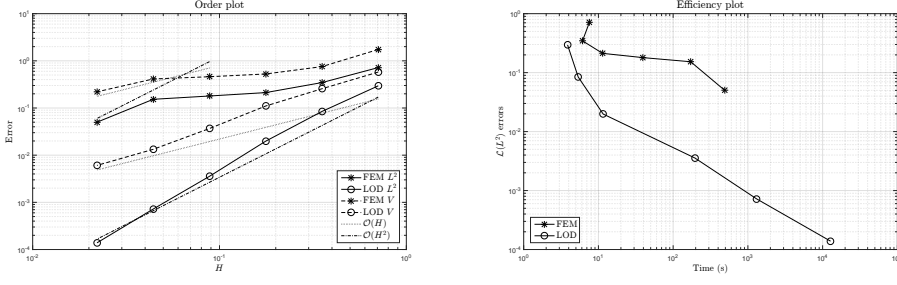 Order plot
10^1
10^0
10^-1
10^-2
10^-3
10^-4
Error
10^-2
10^-1
10^0
H
FEM L^2
LOD L^2
FEM V
LOD V
O(H)
O(H^2)
Efficiency plot
10^0
10^-1
10^-2
10^-3
10^-4
L(L^2) errors
10^0
10^1
10^2
10^3
10^4
10^5
Time (s)
FEM
LOD